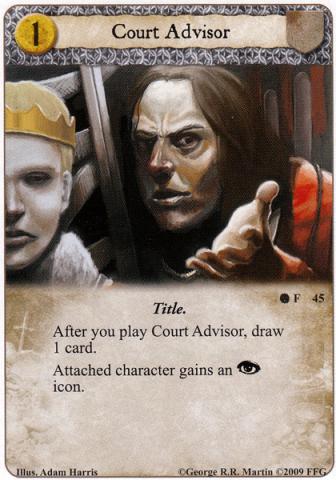 1
Court Advisor
F 45
Title.
After you play Court Advisor, draw
1 card.
Attached character gains an
icon.
Illus. Adam Harris ©George R.R. Martin ©2009 FFG